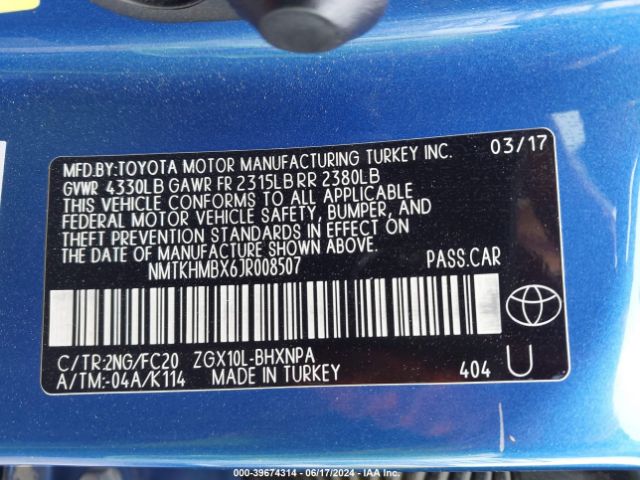 03/17
MFD.BY:TOYOTA MOTOR MANUFACTURING TURKEY INC.
GVWR 4330LB GAWR FR 2315LB RR 2380LB
THIS VEHICLE CONFORMS TO ALL APPLICABLE
FEDERAL MOTOR VEHICLE SAFETY, BUMPER, AND
THEFT PREVENTION STANDARDS IN EFFECT ON
THE DATE OF MANUFACTURE SHOWN ABOVE.
NMTKHMBX6JR008507 PASS.CAR
C/TR:2NG/FC20 ZGX10L-BHXNPA
A/TM:-04A/K114 MADE IN TURKEY 404 U
© - 39674314 - 06/17/2024 - IAA Inc.